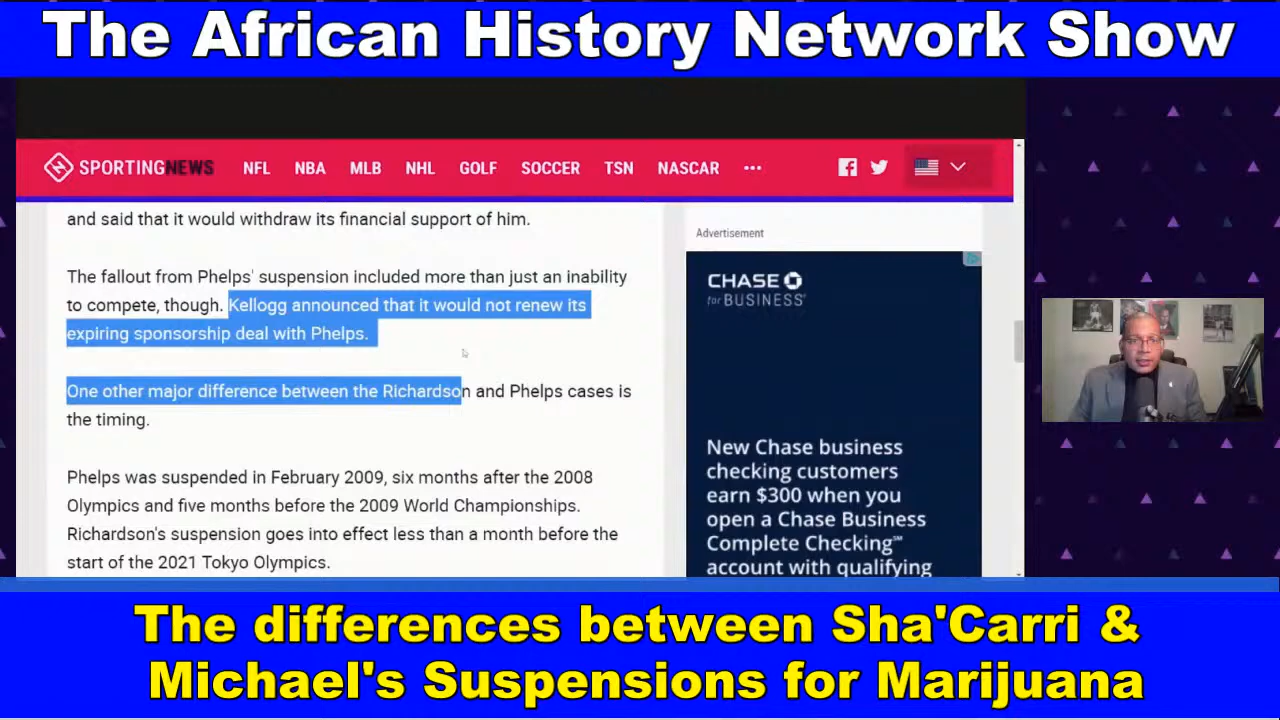 The African History Network Show
SPORTINGNEWS NFL NBA MLB NHL GOLF SOCCER TSN NASCAR ...
and said that it would withdraw its financial support of him.
The fallout from Phelps' suspension included more than just an inability
to compete, though. Kellogg announced that it would not renew its
expiring sponsorship deal with Phelps.
One other major difference between the Richardson and Phelps cases is
the timing.
Phelps was suspended in February 2009, six months after the 2008
Olympics and five months before the 2009 World Championships.
Richardson's suspension goes into effect less than a month before the
start of the 2021 Tokyo Olympics.
Advertisement
CHASE
for BUSINESS®
New Chase business
checking customers
earn $300 when you
open a Chase Business
Complete Checking℠
account with qualifying
The differences between Sha'Carri &
Michael's Suspensions for Marijuana